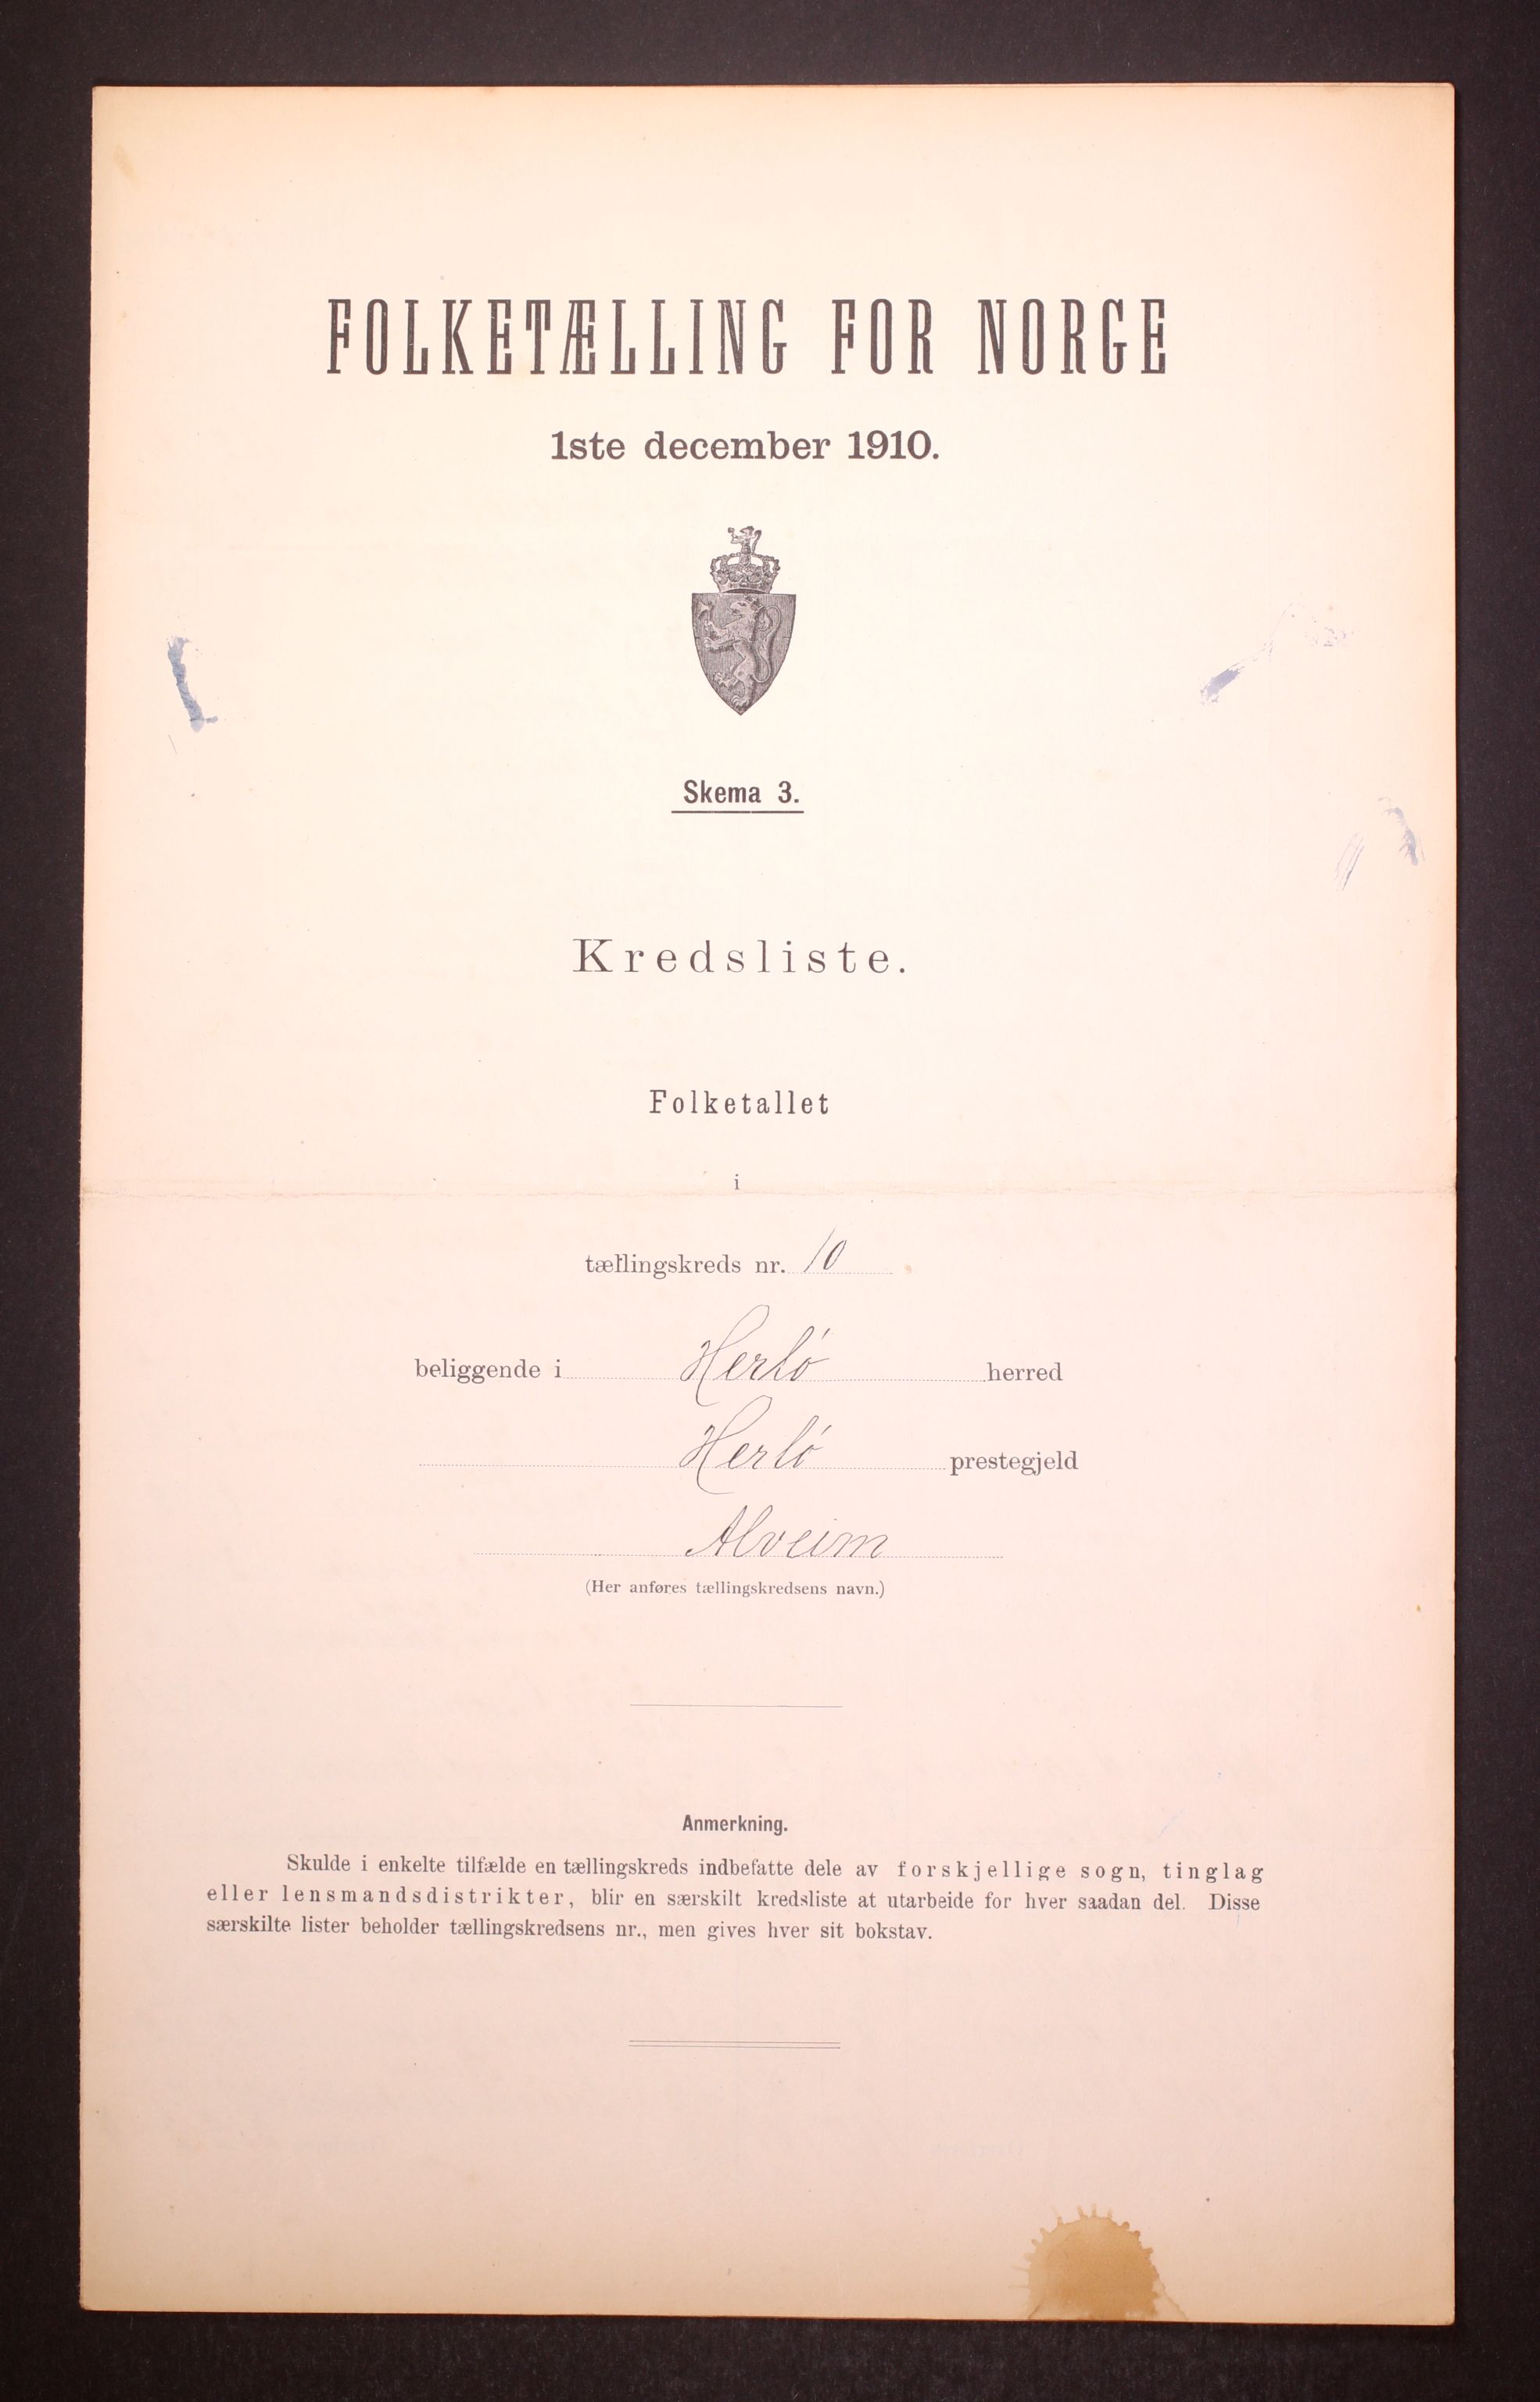 FOLKETÆLLING FOR NORGE
1ste december 1910.
Skema 3.
Kredsliste.
Folketallet
i
tællingskreds nr. 10
beliggende i Herlö herred
Herlö prestegjeld
Alveim
(Her anføres tællingskredsens navn.)
Anmerkning.
Skulde i enkelte tilfælde en tællingskreds indbefatte dele av forskjellige sogn, tinglag
eller lensmandsdistrikter, blir en særskilt kredsliste at utarbeide for hver saadan del. Disse
særskilte lister beholder tællingskredsens nr., men gives hver sit bokstav.